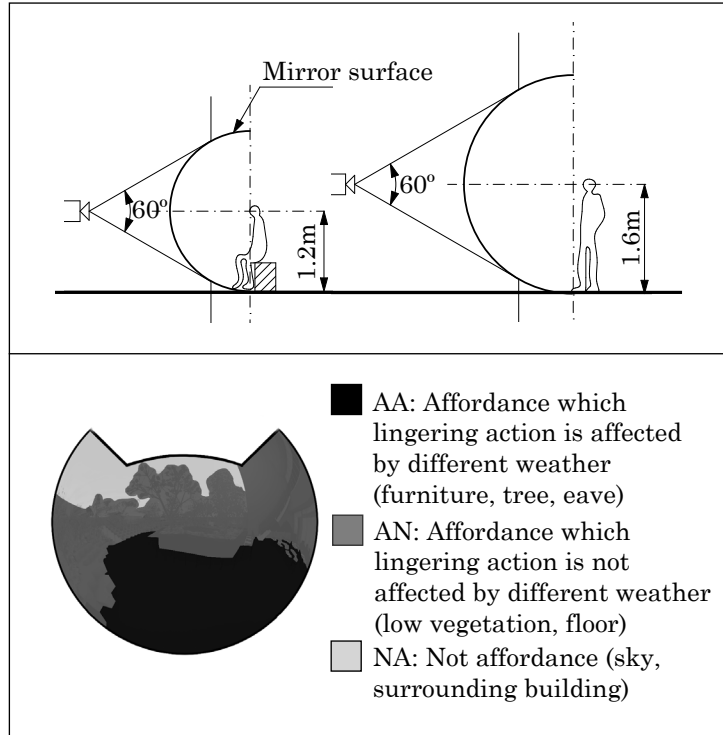 Mirror surface
60º
1.2m
60º
1.6m
AA: Affordance which
lingering action is affected
by different weather
(furniture, tree, eave)
AN: Affordance which
lingering action is not
affected by different weather
(low vegetation, floor)
NA: Not affordance (sky,
surrounding building)